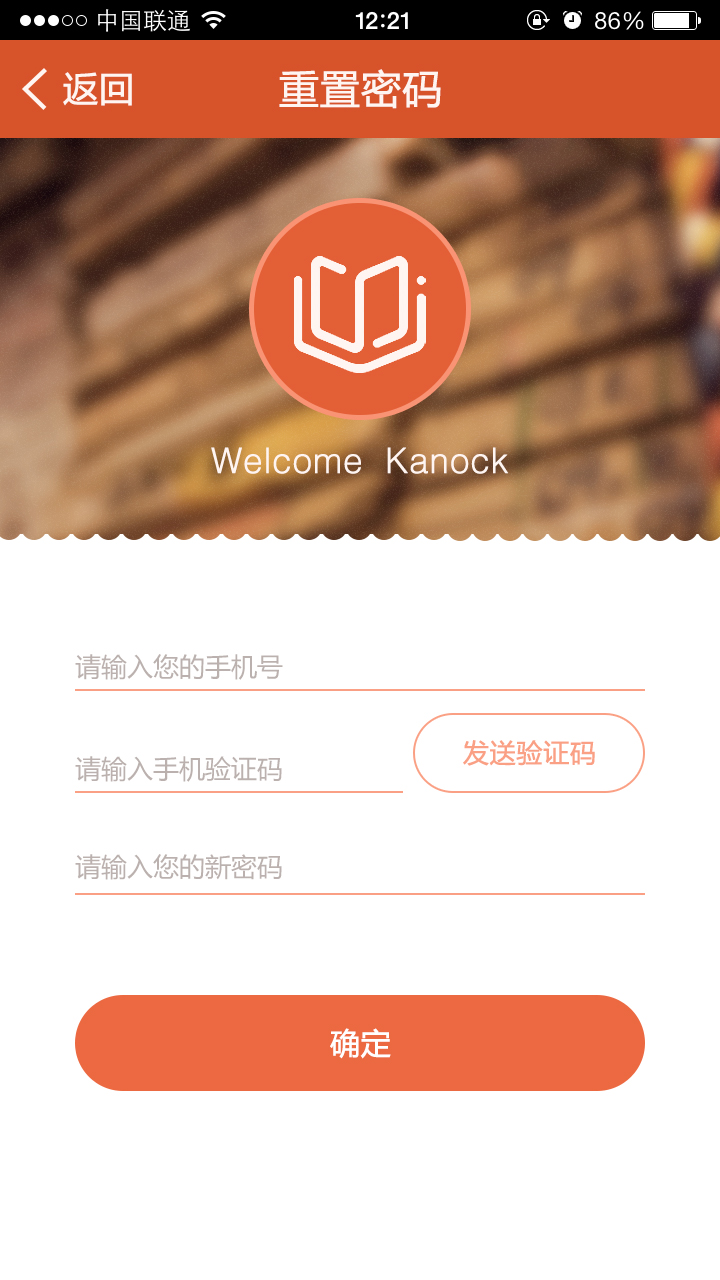 中国联通 12:21 86%
返回 重置密码
Welcome Kanock
请输入您的手机号
请输入手机验证码 发送验证码
请输入您的新密码
确定